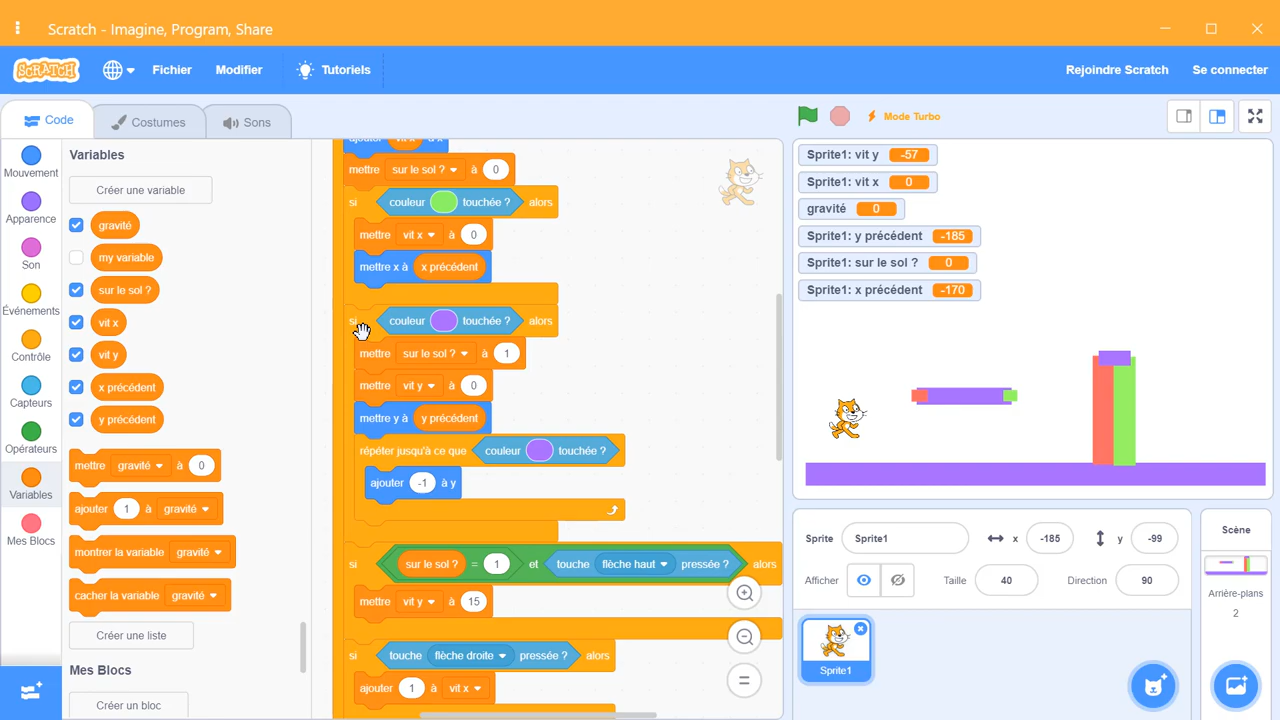 Scratch - Imagine, Program, Share
SCRATCH
Fichier
Modifier
Tutoriels
Rejoindre Scratch
Se connecter
Code
Costumes
Sons
Mode Turbo
Mouvement
Apparence
Son
Événements
Contrôle
Capteurs
Opérateurs
Variables
Mes Blocs
Variables
Créer une variable
gravité
my variable
sur le sol ?
vit x
vit y
x précédent
y précédent
mettre gravité à 0
ajouter 1 à gravité
montrer la variable gravité
cacher la variable gravité
Créer une liste
Mes Blocs
Créer un bloc
mettre sur le sol ? à 0
si couleur touchée ? alors
mettre vit x à 0
mettre x à x précédent
si couleur touchée ? alors
mettre sur le sol ? à 1
mettre vit y à 0
mettre y à y précédent
répéter jusqu'à ce que couleur touchée ?
ajouter -1 à y
si sur le sol ? = 1 et touche flèche haut pressée ? alors
mettre vit y à 15
si touche flèche droite pressée ? alors
ajouter 1 à vit x
Sprite1: vit y -57
Sprite1: vit x 0
gravité 0
Sprite1: y précédent -185
Sprite1: sur le sol ? 0
Sprite1: x précédent -170
Sprite Sprite1 x -185 y -99
Afficher Taille 40 Direction 90
Sprite1
Scène
Arrière-plans
2